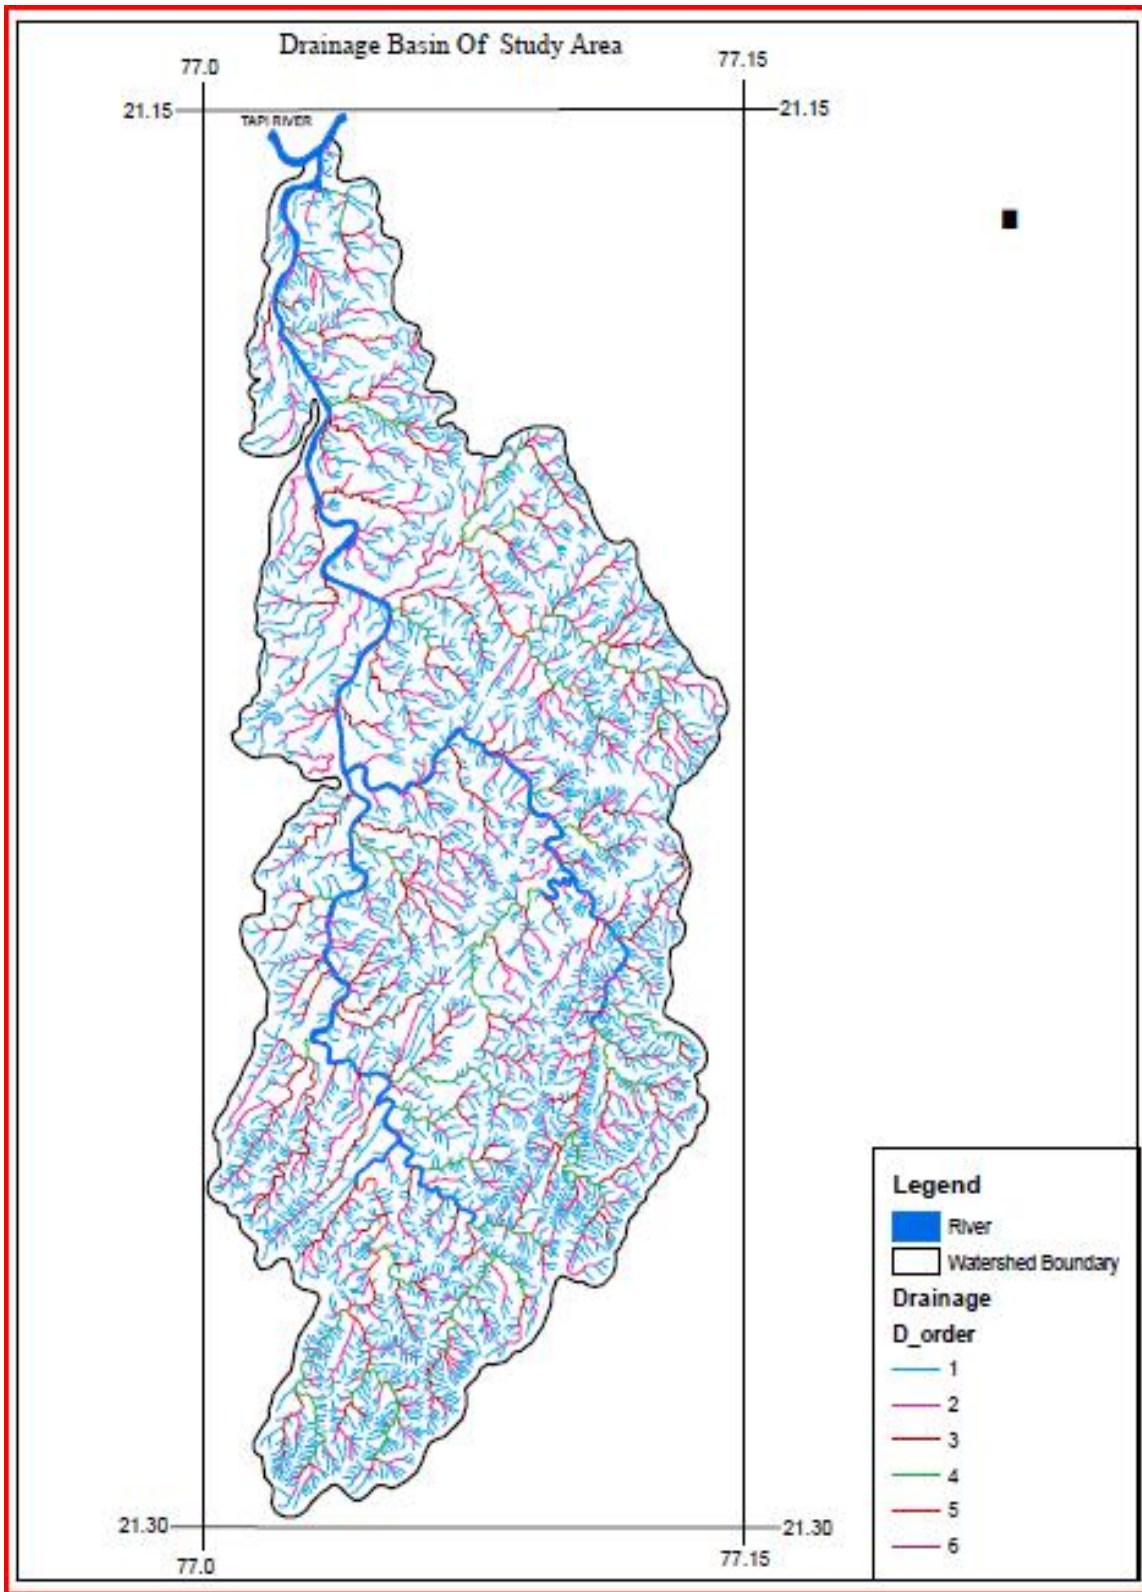 Drainage Basin Of Study Area
77.0
77.15
21.15
21.15
TAPI RIVER
Legend
River
Watershed Boundary
Drainage
D_order
1
2
3
4
5
6
21.30
21.30
77.0
77.15